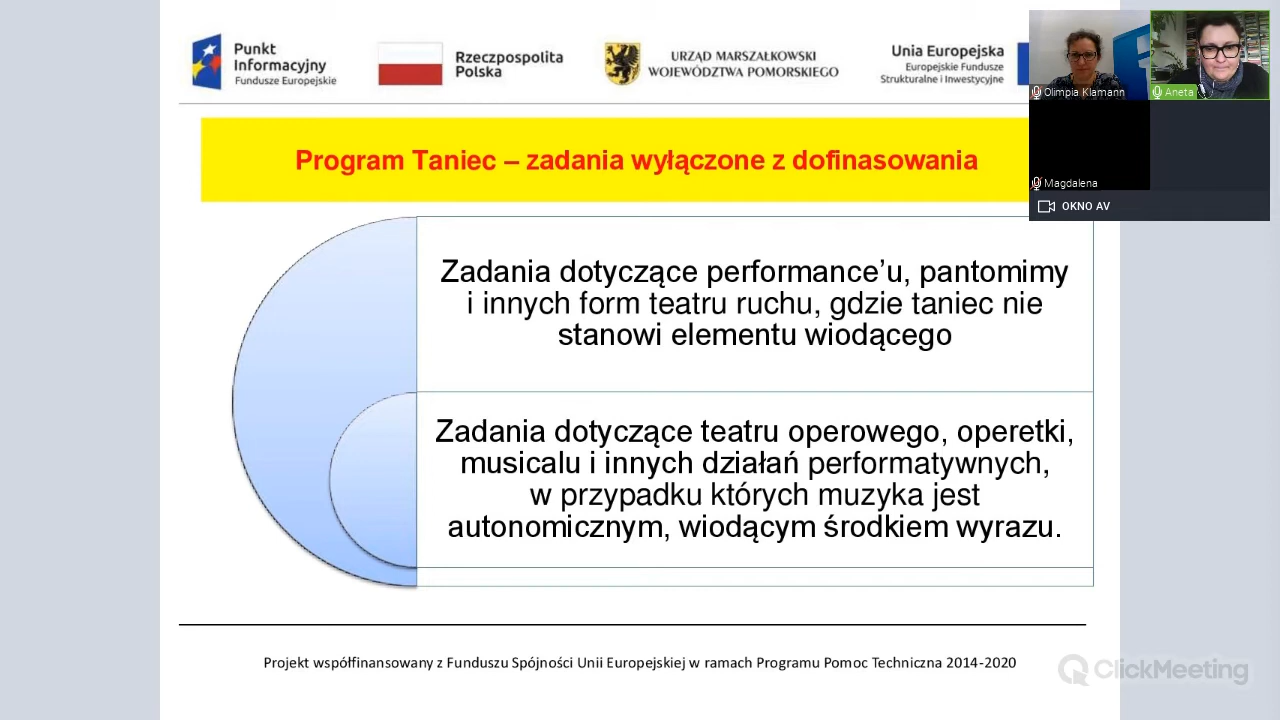 Punkt
Informacyjny
Fundusze Europejskie
Rzeczpospolita
Polska
URZĄD MARSZAŁKOWSKI
WOJEWÓDZTWA POMORSKIEGO
Unia Europejska
Europejskie Fundusze
Strukturalne i Inwestycyjne
Olimpia Klamann
Aneta
Magdalena
OKNO AV
Program Taniec – zadania wyłączone z dofinasowania
Zadania dotyczące performance’u, pantomimy
i innych form teatru ruchu, gdzie taniec nie
stanowi elementu wiodącego
Zadania dotyczące teatru operowego, operetki,
musicalu i innych działań performatywnych,
w przypadku których muzyka jest
autonomicznym, wiodącym środkiem wyrazu.
Projekt współfinansowany z Funduszu Spójności Unii Europejskiej w ramach Programu Pomoc Techniczna 2014-2020
ClickMeeting